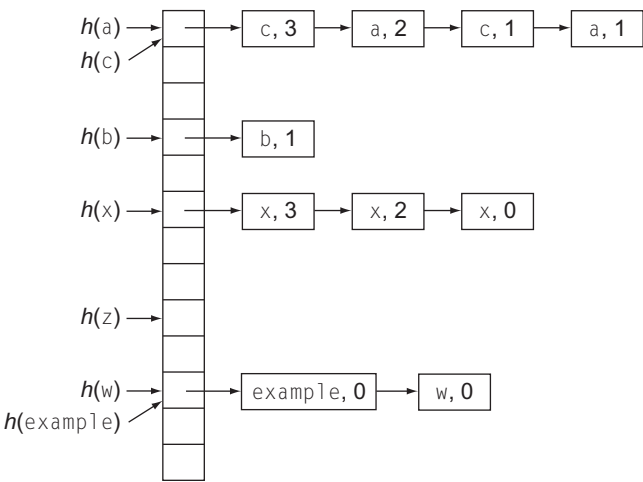 h(a) c, 3 a, 2 c, 1 a, 1
h(c)
h(b) b, 1
h(x) x, 3 x, 2 x, 0
h(z)
h(w) example, 0 w, 0
h(example)